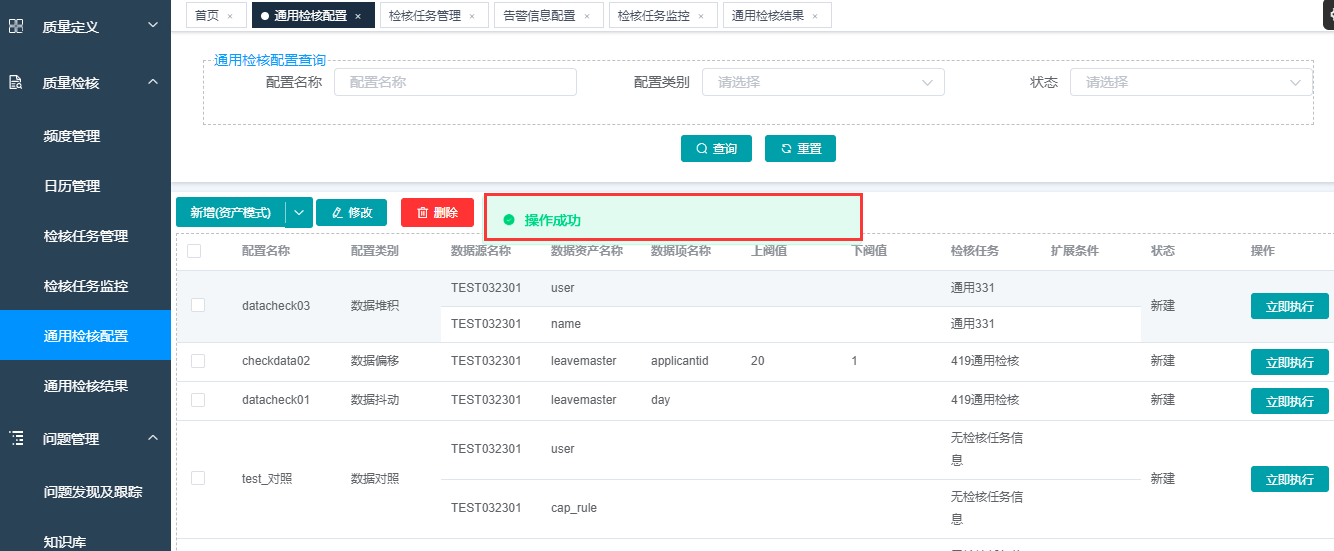 质量定义
质量检核
频度管理
日历管理
检核任务管理
检核任务监控
通用检核配置
通用检核结果
问题管理
问题发现及跟踪
知识库
首页 × 通用检核配置 × 检核任务管理 × 告警信息配置 × 检核任务监控 × 通用检核结果 ×
通用检核配置查询
配置名称 配置名称 配置类别 请选择 状态 请选择
查询 重置
新增(资产模式) 修改 删除
操作成功
配置名称 配置类别 数据源名称 数据资产名称 数据项名称 上阀值 下阀值 检核任务 扩展条件 状态 操作
datacheck03 数据堆积 新建 立即执行
TEST032301 user 通用331
TEST032301 name 通用331
checkdata02 数据偏移 TEST032301 leavemaster applicantid 20 1 419通用检核 新建 立即执行
datacheck01 数据抖动 TEST032301 leavemaster day 419通用检核 新建 立即执行
test_对照 数据对照 新建 立即执行
TEST032301 user 无检核任务信
息
TEST032301 cap_rule 无检核任务信
息